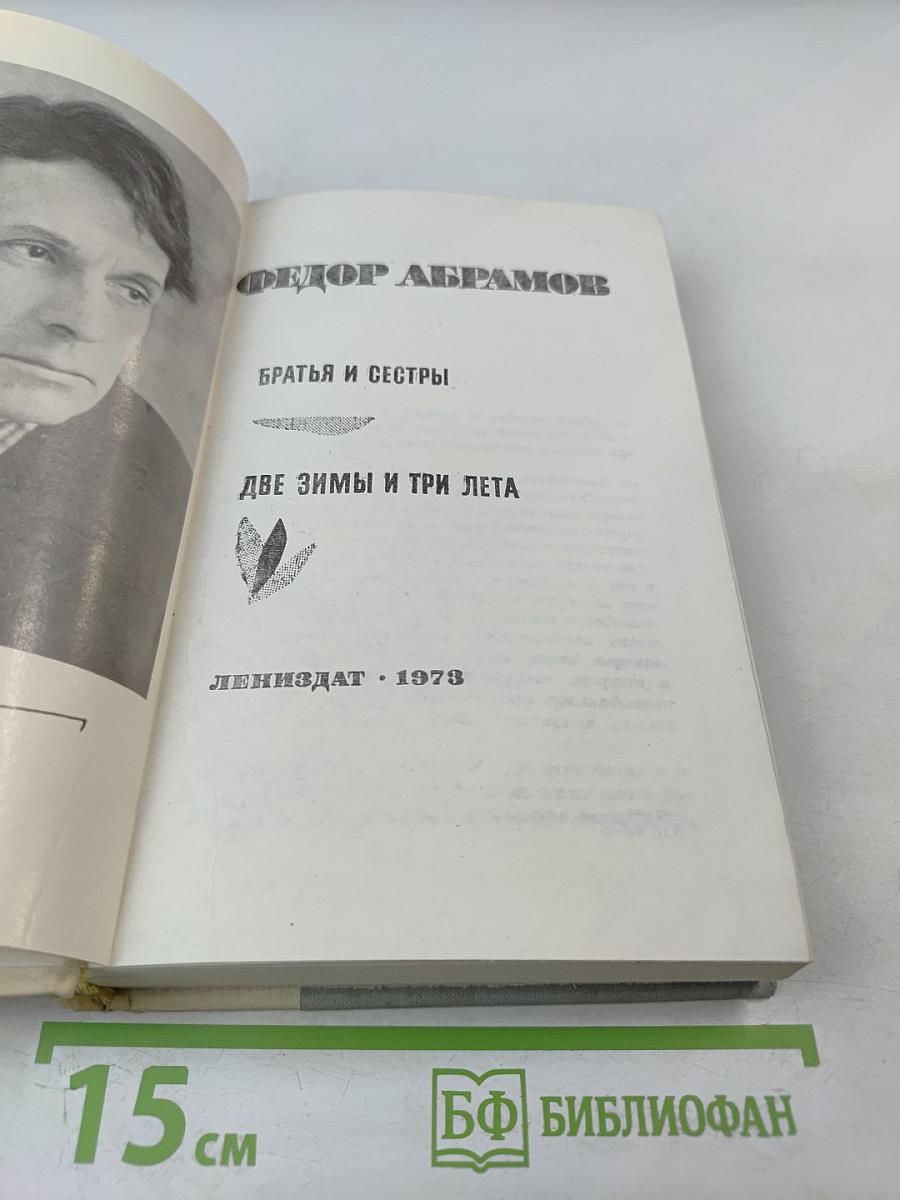 ФЕДОР АБРАМОВ
БРАТЬЯ И СЕСТРЫ
ДВЕ ЗИМЫ И ТРИ ЛЕТА
ЛЕНИЗДАТ · 1973
15 см
БФ БИБЛИОФАН